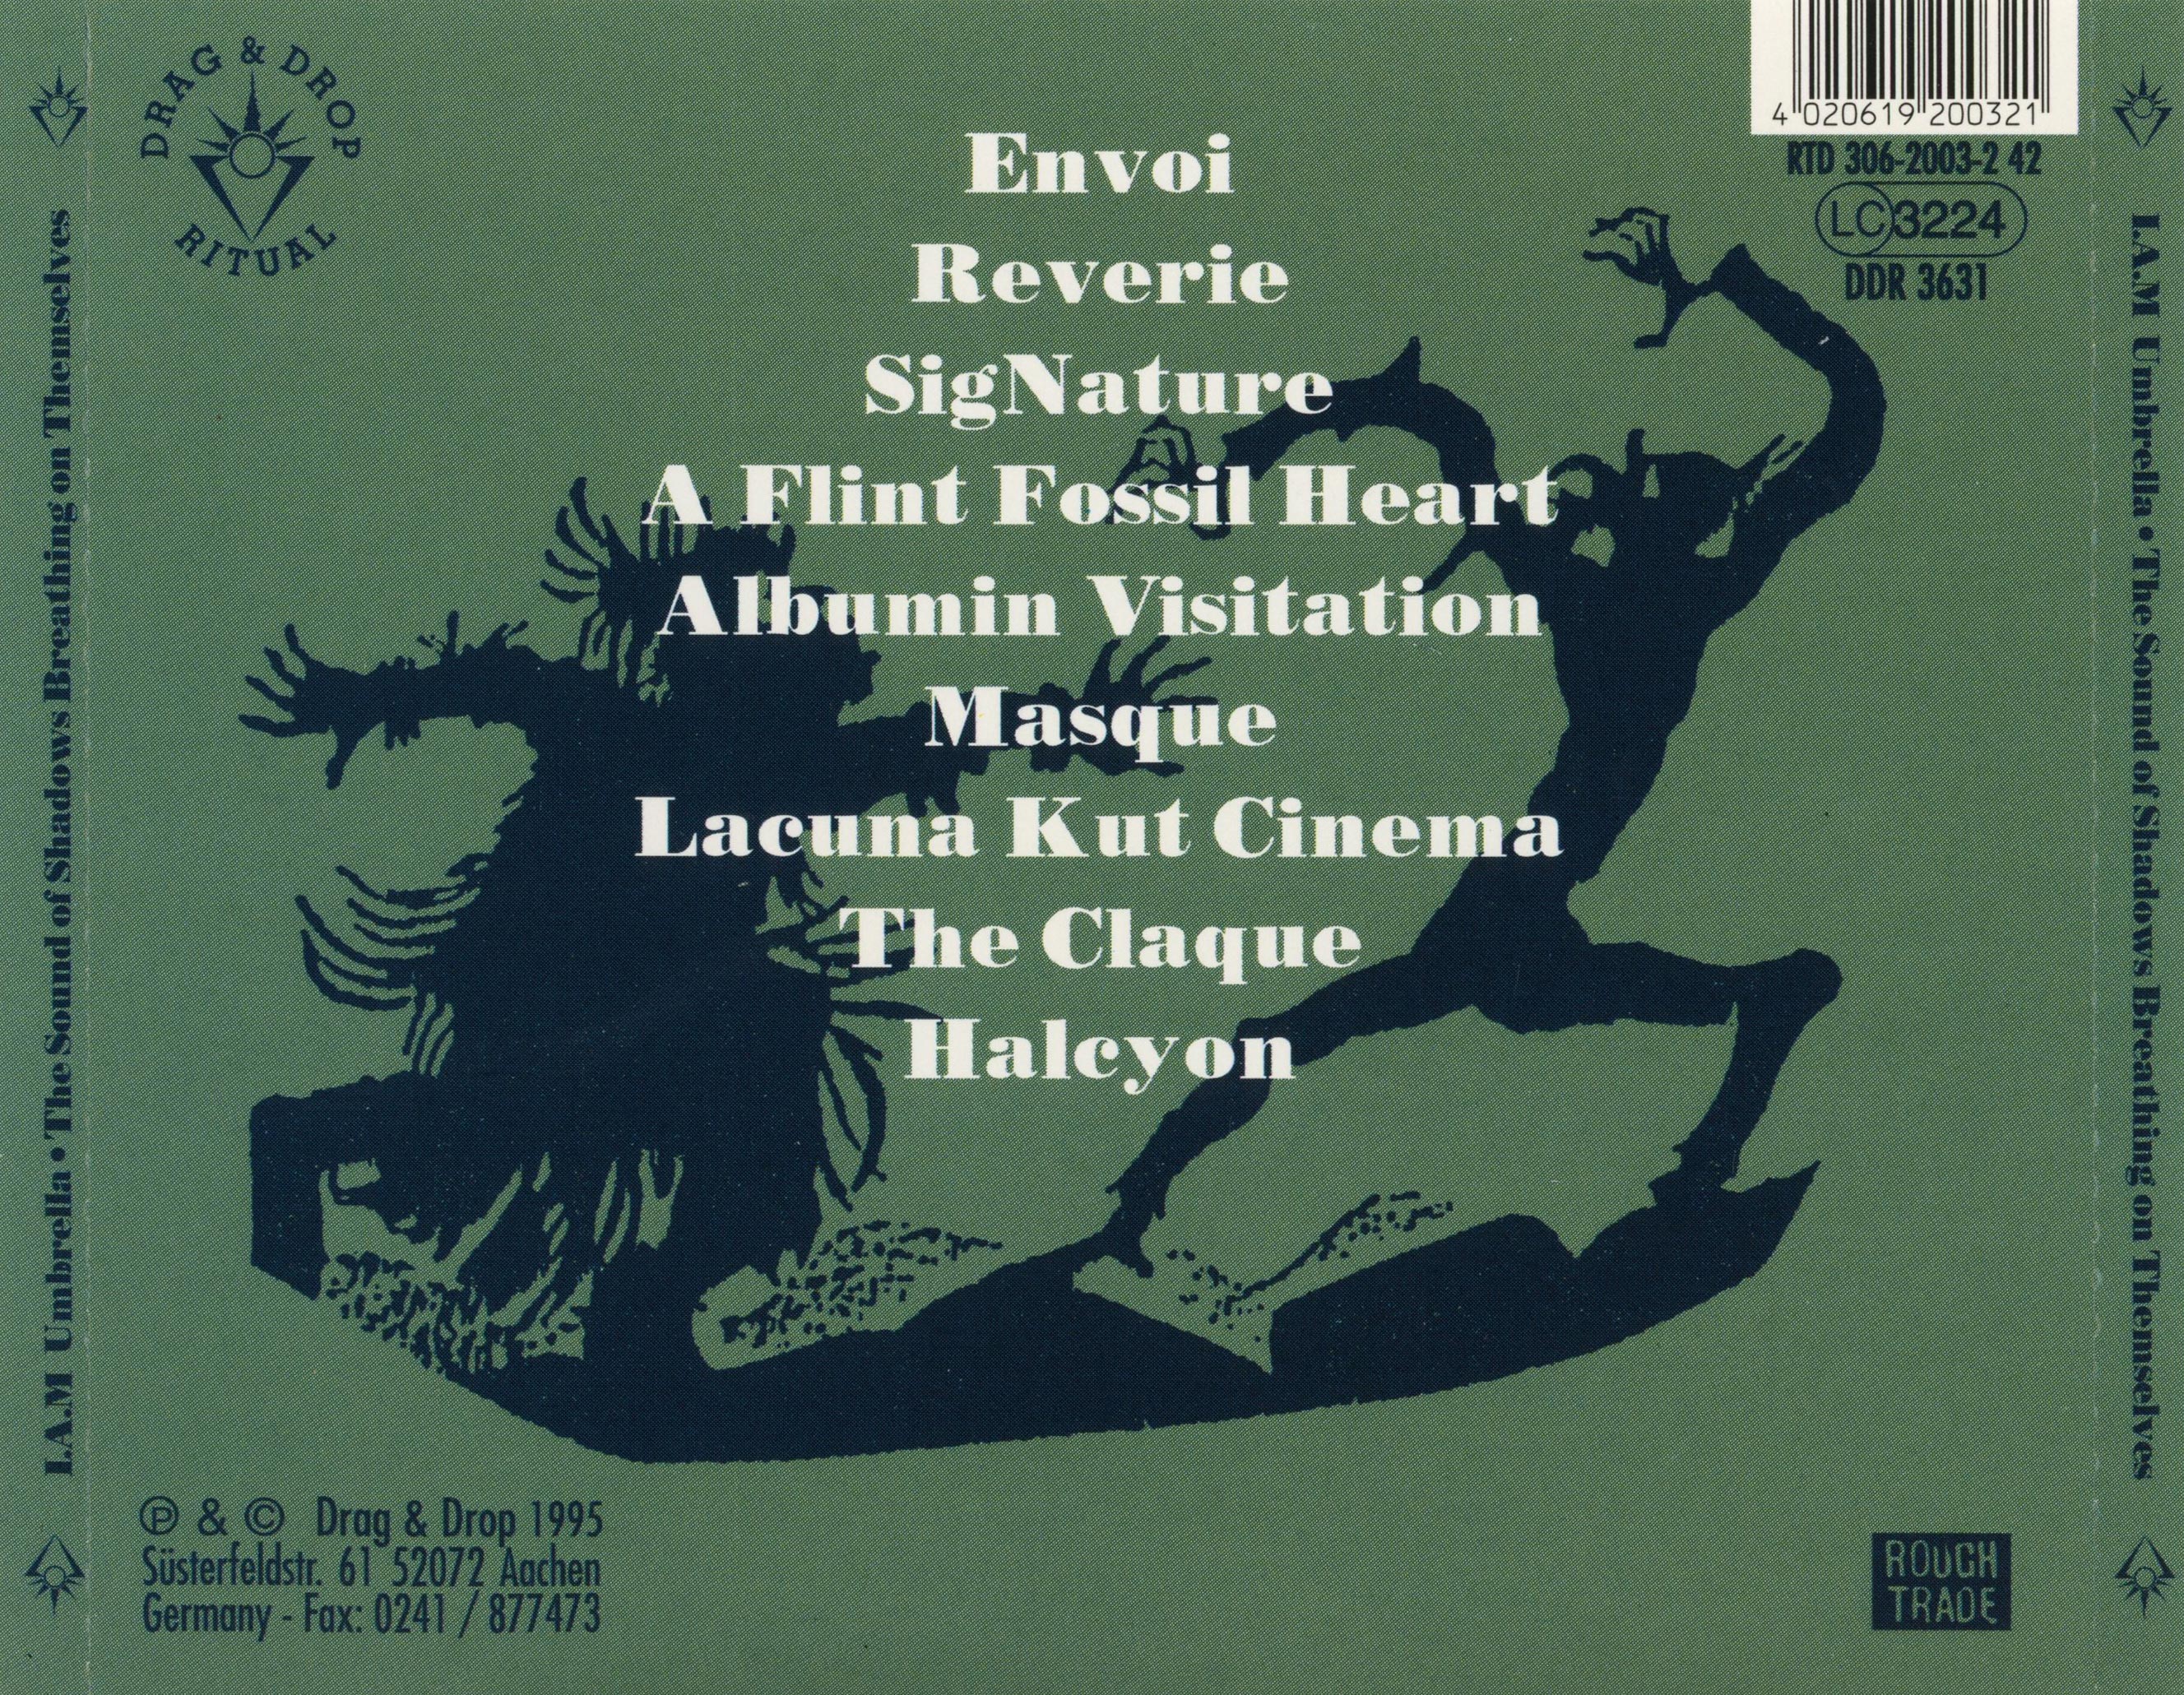 DRAG & DROP
RITUAL
4 020619 200321
RTD 306-2003-2 42
LC 3224
DDR 3631
Envoi
Reverie
SigNature
A Flint Fossil Heart
Albumin Visitation
Masque
Lacuna Kut Cinema
The Claque
Halcyon
I.A.M Umbrella • The Sound of Shadows Breathing on Themselves
I.A.M Umbrella • The Sound of Shadows Breathing on Themselves
℗ & © Drag & Drop 1995
Süsterfeldstr. 61 52072 Aachen
Germany - Fax: 0241 / 877473
ROUGH
TRADE